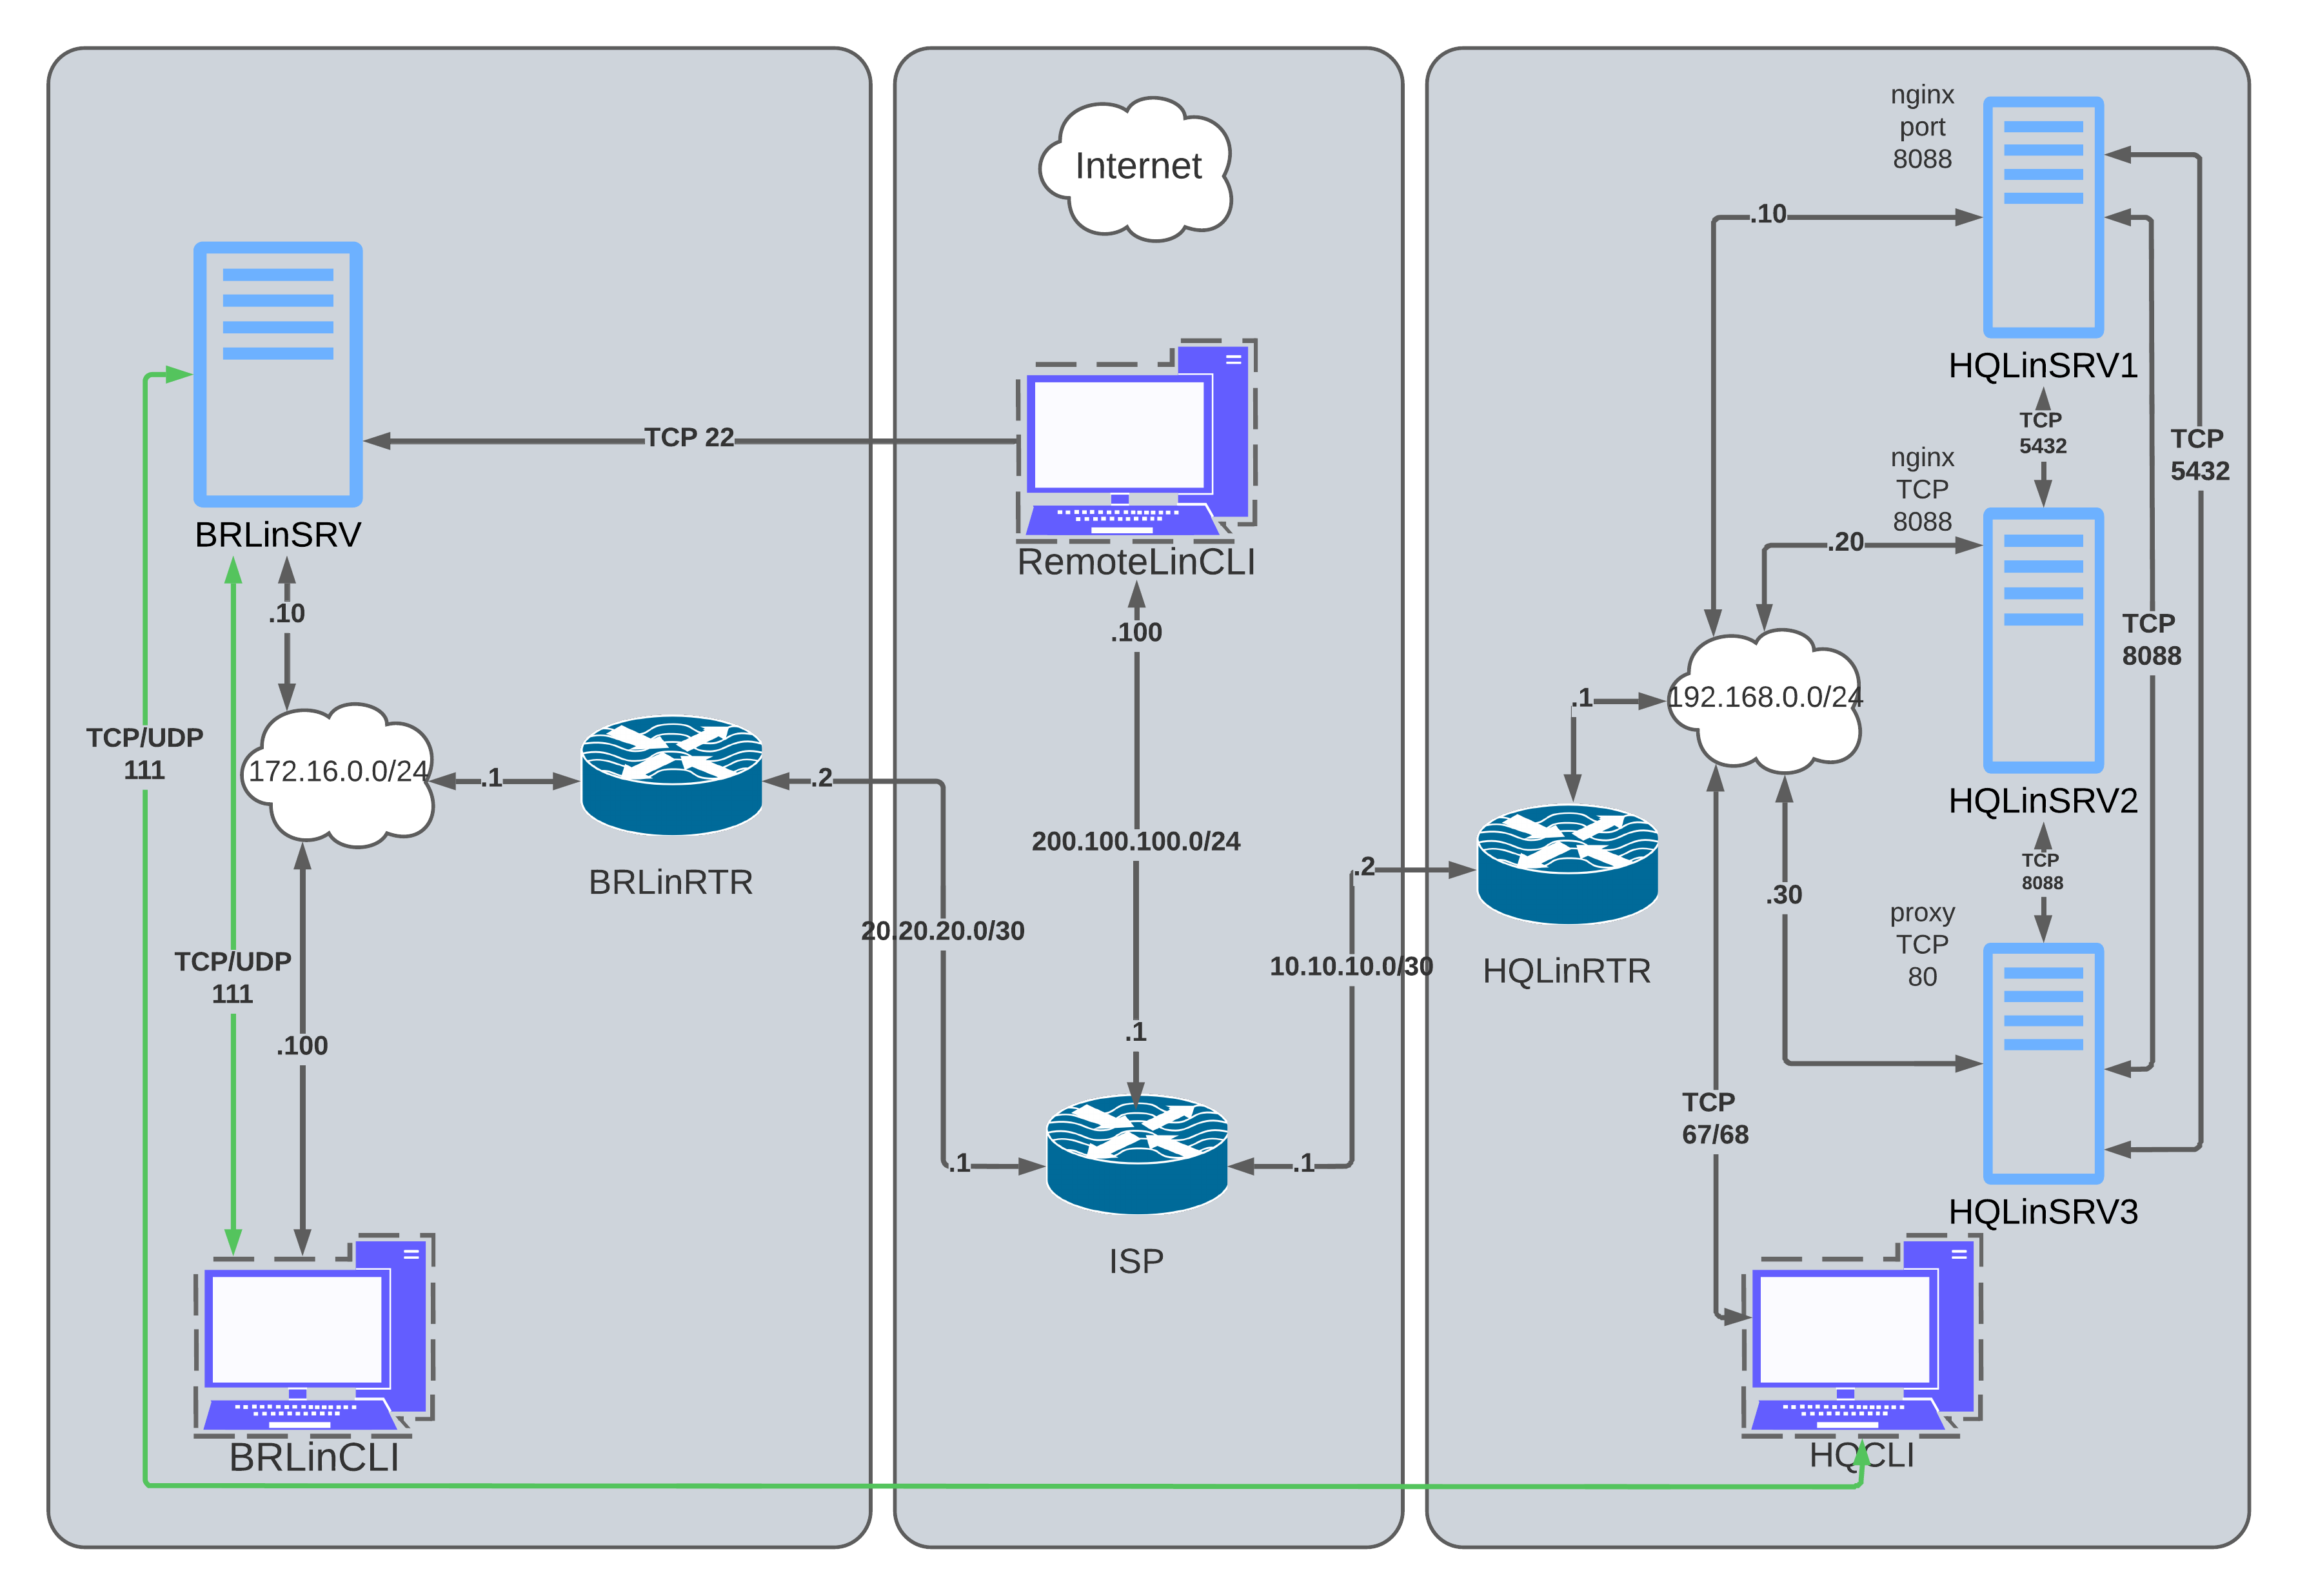 BRLinSRV
.10
172.16.0.0/24
.1
BRLinRTR
.2
TCP/UDP
111
TCP/UDP
111
.100
BRLinCLI
TCP 22
Internet
RemoteLinCLI
.100
200.100.100.0/24
.1
20.20.20.0/30
.1
ISP
.1
10.10.10.0/30
.2
HQLinRTR
.1
192.168.0.0/24
.10
nginx
port
8088
HQLinSRV1
TCP
5432
nginx
TCP
8088
.20
HQLinSRV2
TCP
8088
proxy
TCP
80
.30
HQLinSRV3
TCP
5432
TCP
8088
TCP
67/68
HQCLI